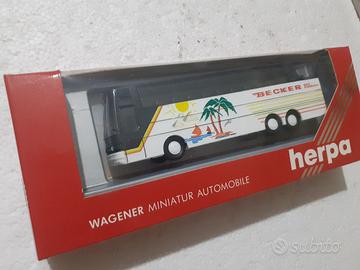 BECKER
herpa
WAGENER MINIATUR AUTOMOBILE
subito